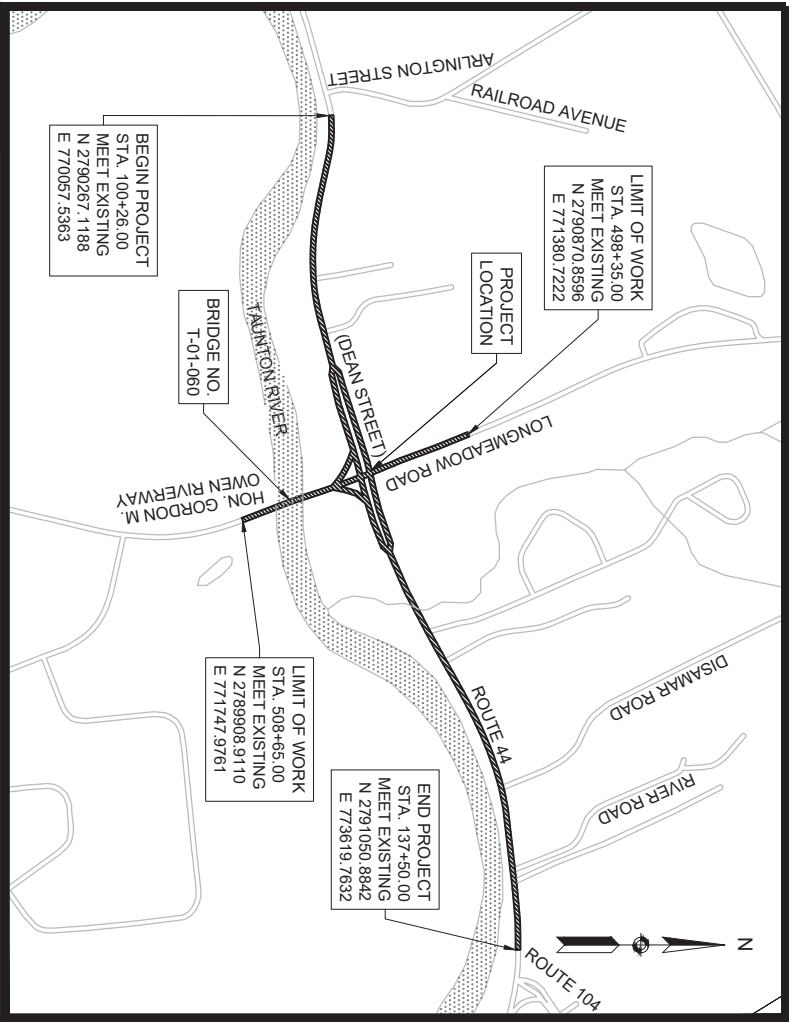 ARLINGTON STREET
RAILROAD AVENUE
BEGIN PROJECT
STA. 100+26.00
MEET EXISTING
N 2790267.1188
E 770057.5363
LIMIT OF WORK
STA. 498+35.00
MEET EXISTING
N 2790870.8596
E 771380.7222
PROJECT
LOCATION
BRIDGE NO.
T-01-060
TAUNTON RIVER
(DEAN STREET)
LONGMEADOW ROAD
HON. GORDON M.
OWEN RIVERWAY
LIMIT OF WORK
STA. 508+65.00
MEET EXISTING
N 2789908.9110
E 771747.9761
ROUTE 44
DISAMAR ROAD
RIVER ROAD
END PROJECT
STA. 137+50.00
MEET EXISTING
N 2791050.8842
E 773619.7632
ROUTE 104
N